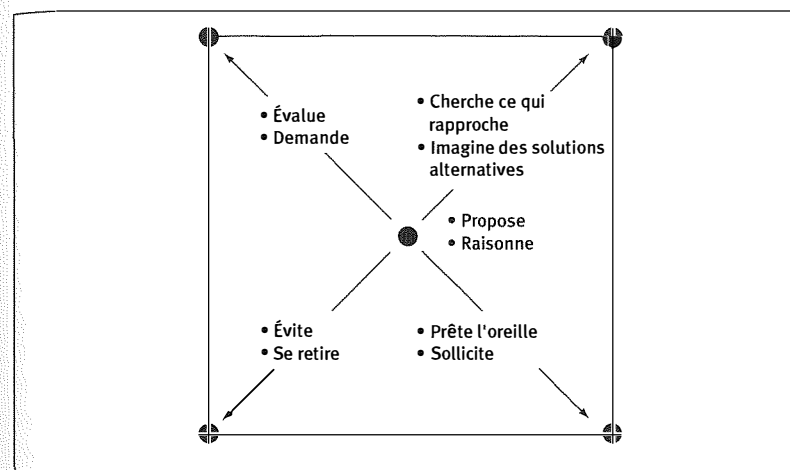 • Évalue
• Demande
• Cherche ce qui
rapproche
• Imagine des solutions
alternatives
• Propose
• Raisonne
• Évite
• Se retire
• Prête l'oreille
• Sollicite